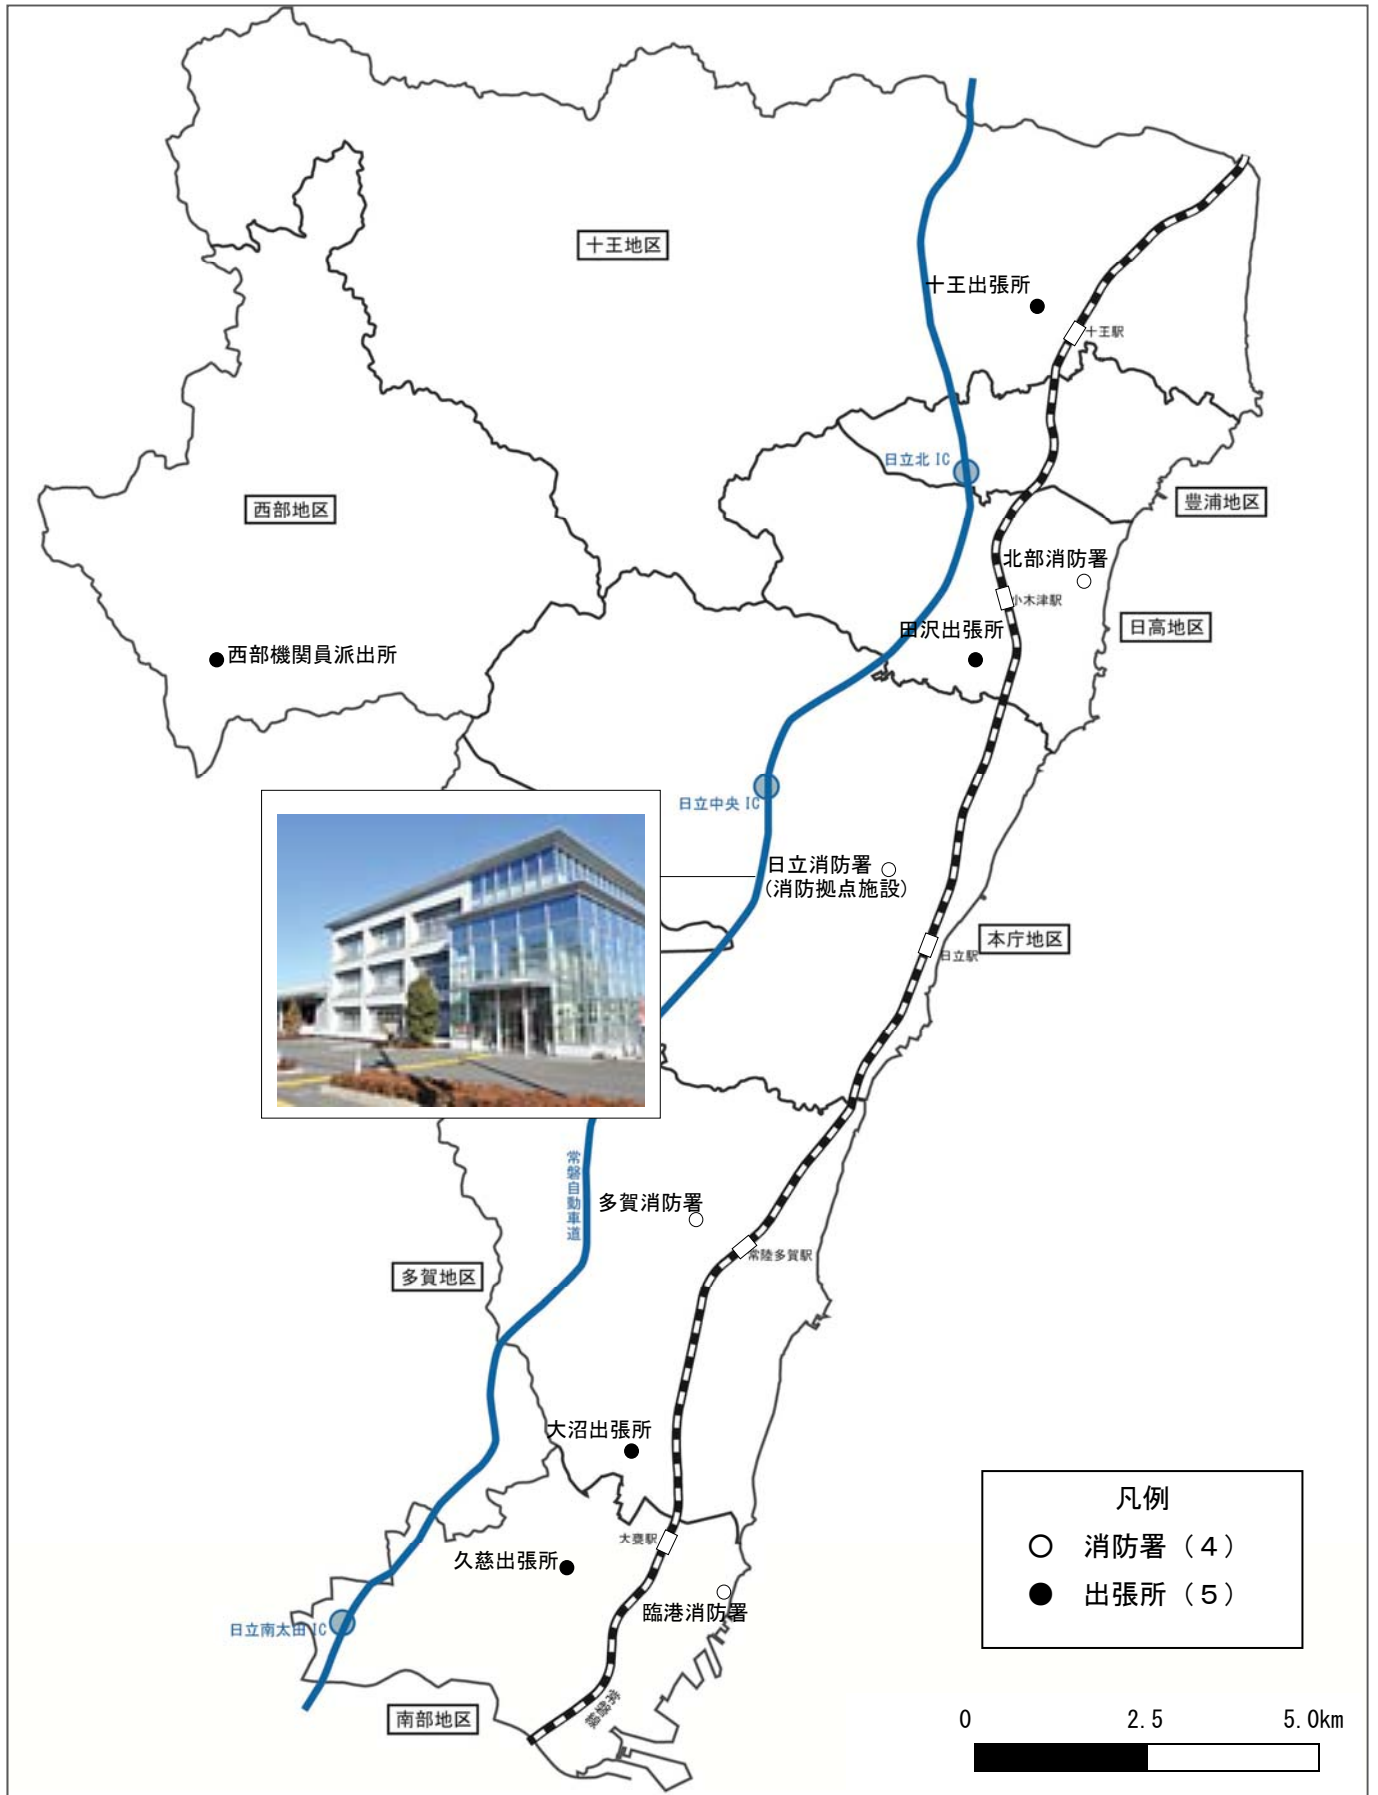 十王地区
十王出張所
十王駅
日立北 IC
西部地区
豊浦地区
北部消防署
小木津駅
日高地区
田沢出張所
西部機関員派出所
日立中央 IC
日立消防署
(消防拠点施設)
本庁地区
日立駅
常磐自動車道
多賀消防署
常陸多賀駅
多賀地区
大沼出張所
大甕駅
久慈出張所
臨港消防署
日立南太田 IC
常磐線
南部地区
凡例
消防署（４）
出張所（５）
0 2.5 5.0km